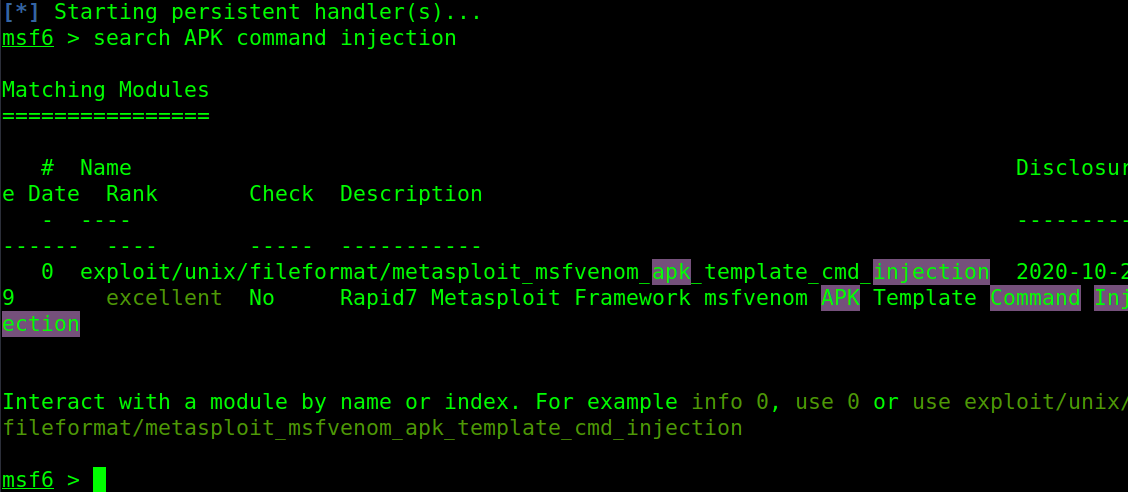 [*] Starting persistent handler(s)...
msf6 > search APK command injection
Matching Modules
================
   #  Name                                                                    Disclosur
e Date  Rank       Check  Description
   -  ----                                                                    ---------
------  ----       -----  -----------
   0  exploit/unix/fileformat/metasploit_msfvenom_apk_template_cmd_injection  2020-10-2
9       excellent  No     Rapid7 Metasploit Framework msfvenom APK Template Command Inj
ection
Interact with a module by name or index. For example info 0, use 0 or use exploit/unix/
fileformat/metasploit_msfvenom_apk_template_cmd_injection
msf6 >